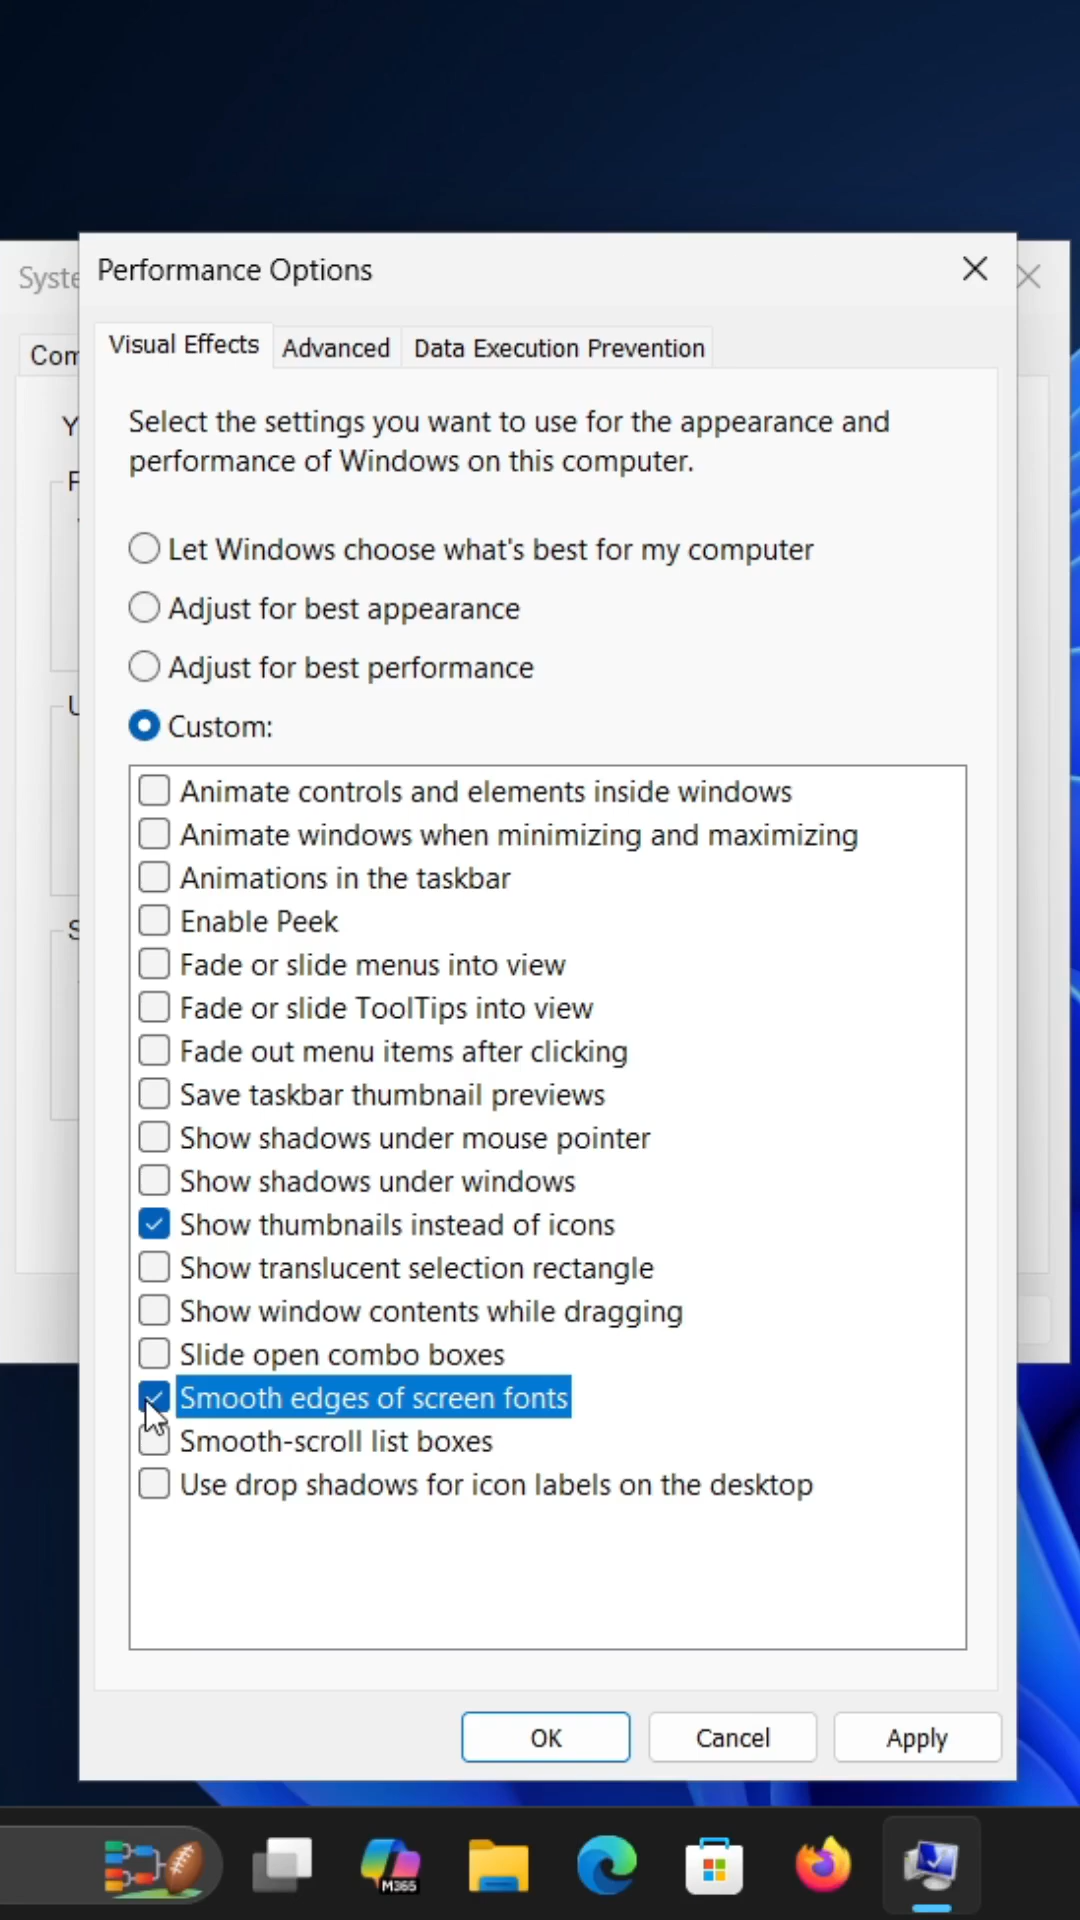 Syste
Performance Options
Com
Visual Effects
Advanced
Data Execution Prevention
Select the settings you want to use for the appearance and
performance of Windows on this computer.
Let Windows choose what's best for my computer
Adjust for best appearance
Adjust for best performance
Custom:
Animate controls and elements inside windows
Animate windows when minimizing and maximizing
Animations in the taskbar
Enable Peek
Fade or slide menus into view
Fade or slide ToolTips into view
Fade out menu items after clicking
Save taskbar thumbnail previews
Show shadows under mouse pointer
Show shadows under windows
Show thumbnails instead of icons
Show translucent selection rectangle
Show window contents while dragging
Slide open combo boxes
Smooth edges of screen fonts
Smooth-scroll list boxes
Use drop shadows for icon labels on the desktop
OK
Cancel
Apply
M365